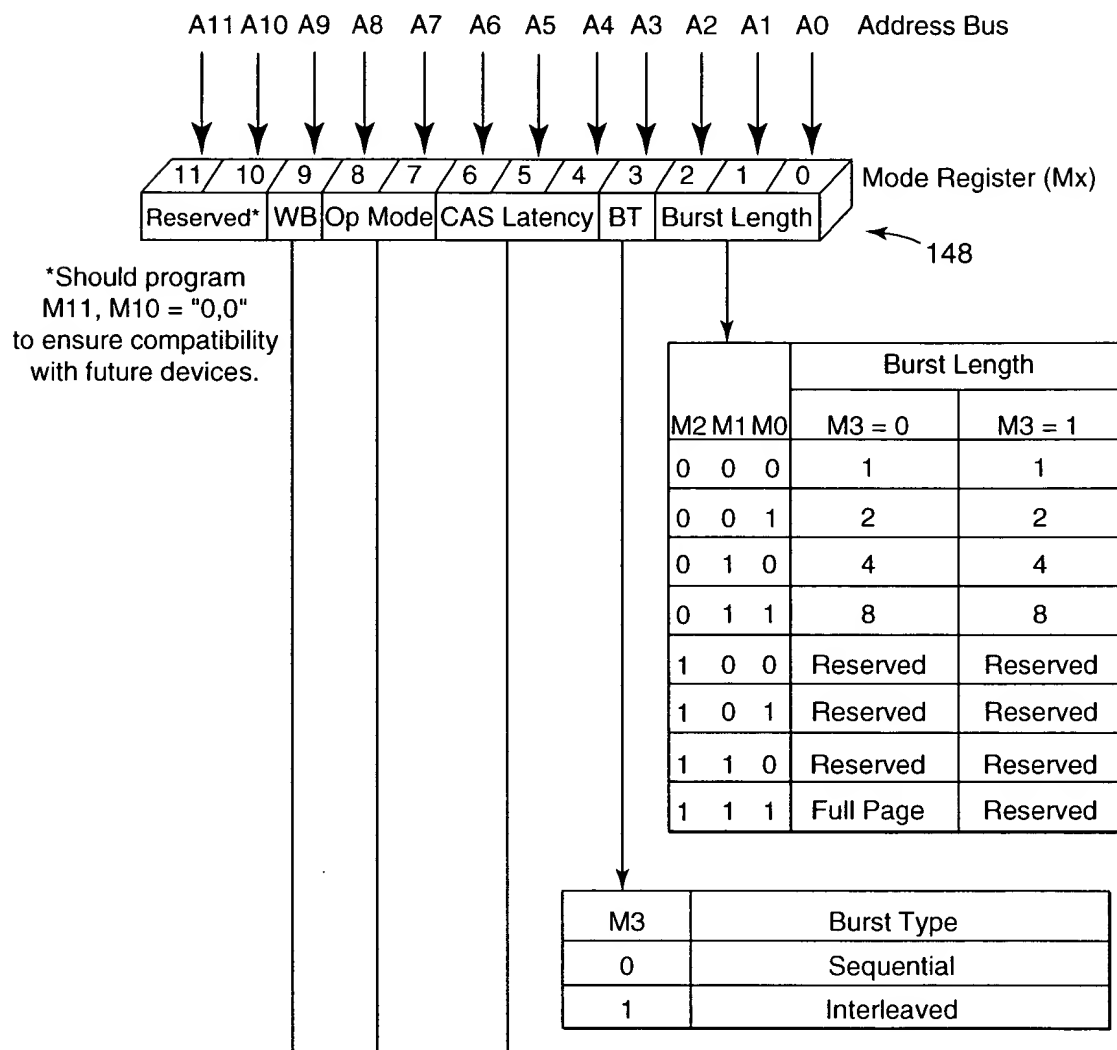 A11 A10 A9 A8 A7 A6 A5 A4 A3 A2 A1 A0 Address Bus
11 10 9 8 7 6 5 4 3 2 1 0 Mode Register (Mx)
Reserved* WB Op Mode CAS Latency BT Burst Length
148
*Should program
M11, M10 = "0,0"
to ensure compatibility
with future devices.
Burst Length
M2 M1 M0 M3 = 0 M3 = 1
0 0 0 1 1
0 0 1 2 2
0 1 0 4 4
0 1 1 8 8
1 0 0 Reserved Reserved
1 0 1 Reserved Reserved
1 1 0 Reserved Reserved
1 1 1 Full Page Reserved
M3 Burst Type
0 Sequential
1 Interleaved